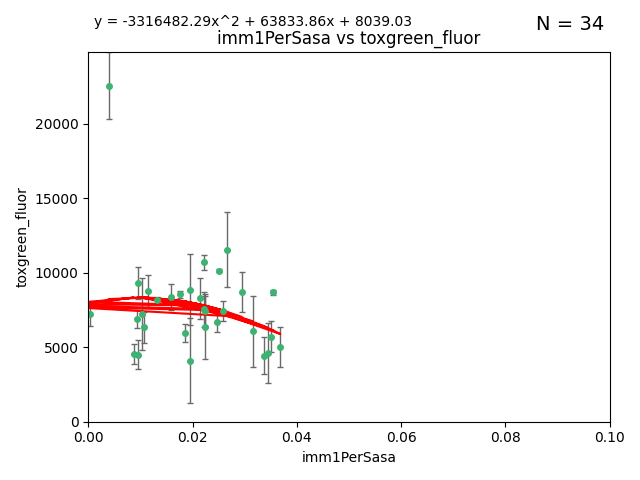 y = -3316482.29x^2 + 63833.86x + 8039.03
N = 34
imm1PerSasa vs toxgreen_fluor
20000
15000
10000
5000
0
toxgreen_fluor
0.00 0.02 0.04 0.06 0.08 0.10
imm1PerSasa